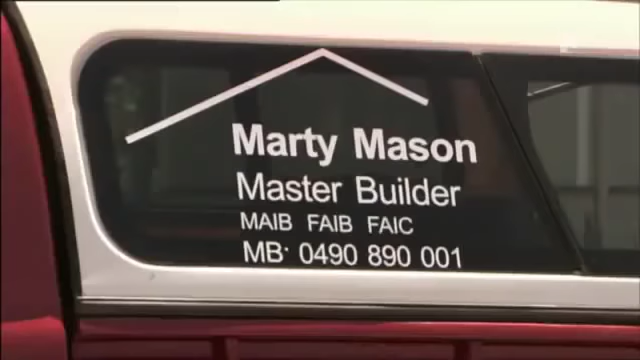 Marty Mason
Master Builder
MAIB FAIB FAIC
MB· 0490 890 001